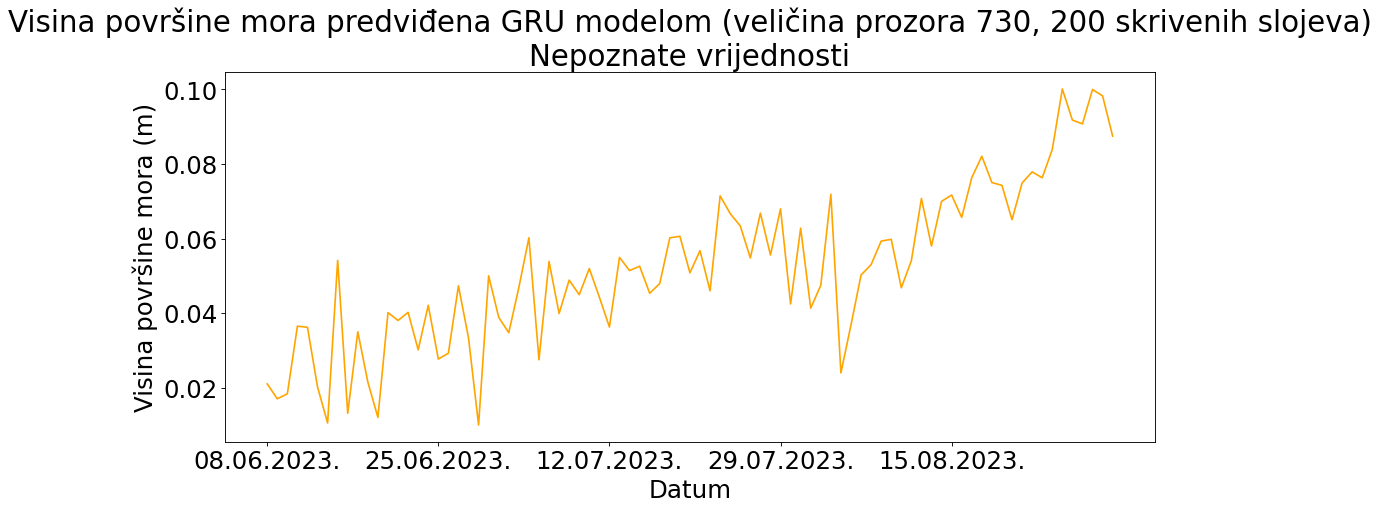 Visina površine mora predviđena GRU modelom (veličina prozora 730, 200 skrivenih slojeva)
Nepoznate vrijednosti
Visina površine mora (m)
0.10
0.08
0.06
0.04
0.02
08.06.2023. 25.06.2023. 12.07.2023. 29.07.2023. 15.08.2023.
Datum